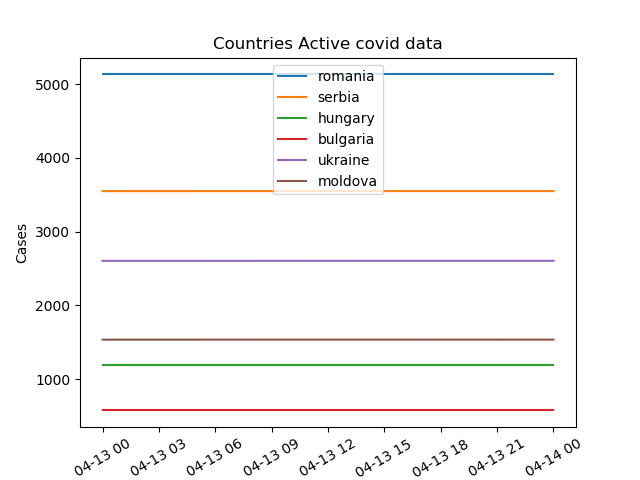 Countries Active covid data
Cases
5000
4000
3000
2000
1000
romania
serbia
hungary
bulgaria
ukraine
moldova
04-13 00
04-13 03
04-13 06
04-13 09
04-13 12
04-13 15
04-13 18
04-13 21
04-14 00